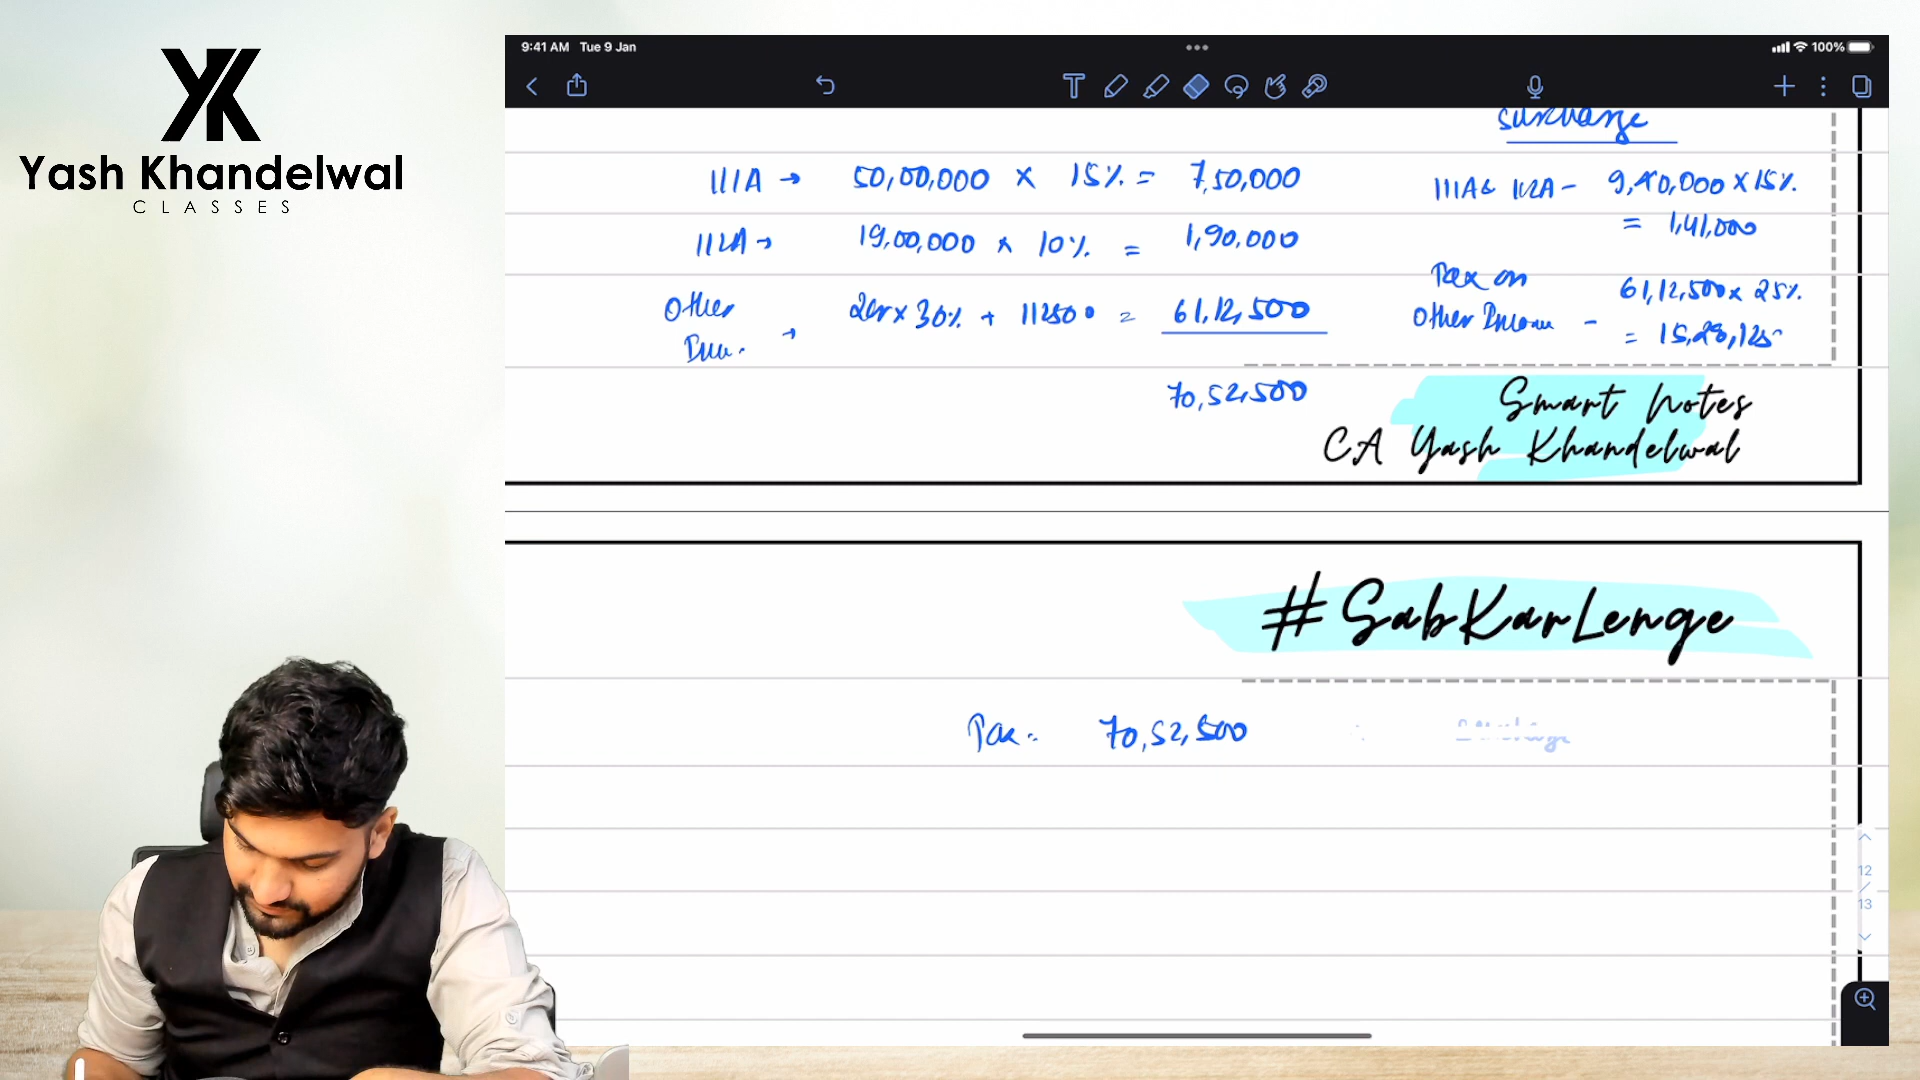 YK
Yash Khandelwal
CLASSES
9:41 AM Tue 9 Jan
100%
T
surcharge
111A → 50,00,000 × 15% = 7,50,000
112A → 19,00,000 × 10% = 1,90,000
Other 20Cr × 30% + 112500 = 61,12,500
Inc. →
70,52,500
111A & 112A - 9,40,000 × 15%
= 1,41,000
Tax on 61,12,500 × 25%
Other Income -
= 15,28,125
Smart Notes
CA Yash Khandelwal
#SabKarLenge
Tax = 70,52,500
Surcharge
12
/
13